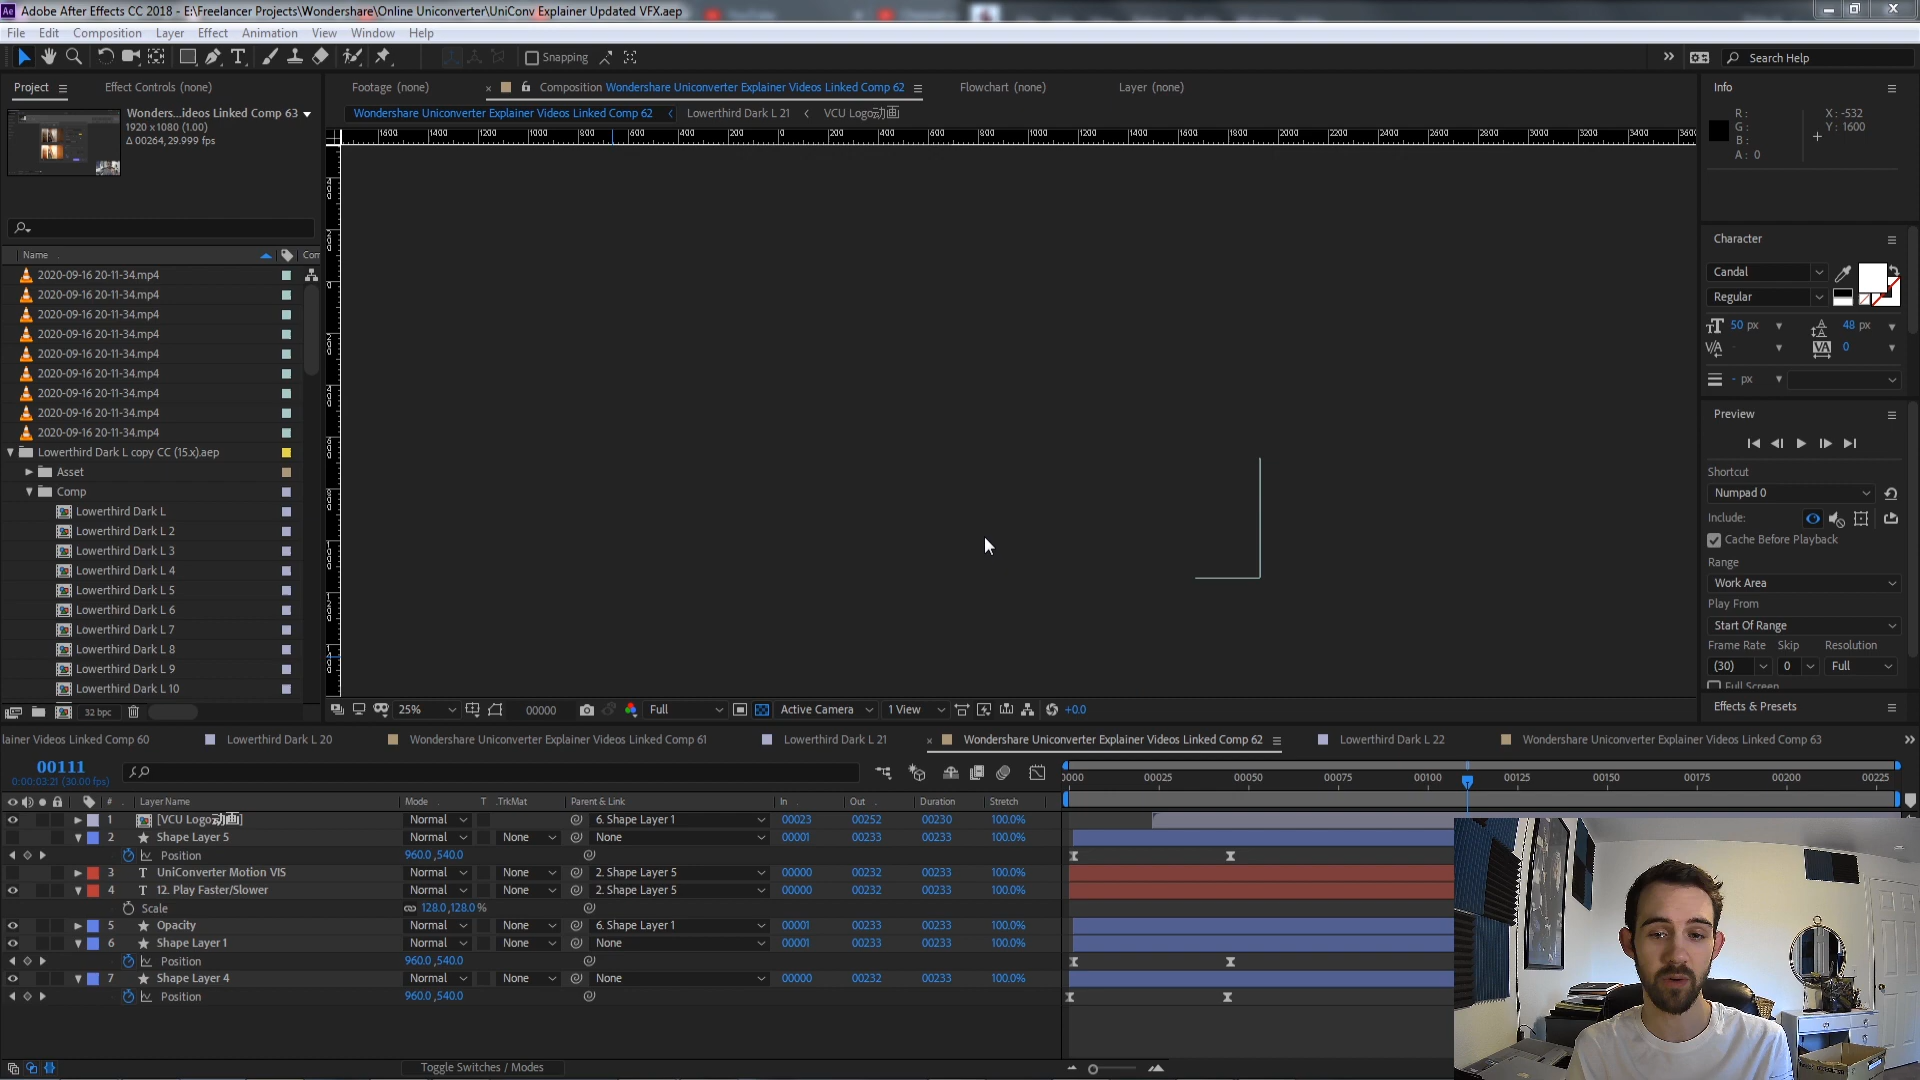 Adobe After Effects CC 2018 - E:\Freelancer Projects\Wondershare\Online Uniconverter\UniConv Explainer Updated VFX.aep
File Edit Composition Layer Effect Animation View Window Help
Snapping
Search Help
Project
Effect Controls (none)
Footage (none)
Composition Wondershare Uniconverter Explainer Videos Linked Comp 62
Flowchart (none)
Layer (none)
Wonders...ideos Linked Comp 63
1920 x1080 (1.00)
Δ 00264, 29.999 fps
Wondershare Uniconverter Explainer Videos Linked Comp 62
Lowerthird Dark L 21
VCU Logo动画
Name
2020-09-16 20-11-34.mp4
2020-09-16 20-11-34.mp4
2020-09-16 20-11-34.mp4
2020-09-16 20-11-34.mp4
2020-09-16 20-11-34.mp4
2020-09-16 20-11-34.mp4
2020-09-16 20-11-34.mp4
2020-09-16 20-11-34.mp4
2020-09-16 20-11-34.mp4
Lowerthird Dark L copy CC (15.x).aep
Asset
Comp
Lowerthird Dark L
Lowerthird Dark L 2
Lowerthird Dark L 3
Lowerthird Dark L 4
Lowerthird Dark L 5
Lowerthird Dark L 6
Lowerthird Dark L 7
Lowerthird Dark L 8
Lowerthird Dark L 9
Lowerthird Dark L 10
32 bpc
25%
00000
Full
Active Camera
1 View
+0.0
Info
R:
G:
B:
A: 0
X: -532
Y: 1600
Character
Candal
Regular
50 px
48 px
0
- px
Preview
Shortcut
Numpad 0
Include:
Cache Before Playback
Range
Work Area
Play From
Start Of Range
Frame Rate Skip Resolution
(30) 0 Full
Full Screen
Effects & Presets
lainer Videos Linked Comp 60
Lowerthird Dark L 20
Wondershare Uniconverter Explainer Videos Linked Comp 61
Lowerthird Dark L 21
Wondershare Uniconverter Explainer Videos Linked Comp 62
Lowerthird Dark L 22
Wondershare Uniconverter Explainer Videos Linked Comp 63
00111
0:00:03:21 (30.00 fps)
0000 00025 00050 00075 00100 00125 00150 00175 00200 00225
# Layer Name Mode T .TrkMat Parent & Link In Out Duration Stretch
1 [VCU Logo动画] Normal 6. Shape Layer 1 00023 00252 00230 100.0%
2 Shape Layer 5 Normal None None 00001 00233 00233 100.0%
Position 960.0,540.0
3 T UniConverter Motion VIS Normal None 2. Shape Layer 5 00000 00232 00233 100.0%
4 T 12. Play Faster/Slower Normal None 2. Shape Layer 5 00000 00232 00233 100.0%
Scale 128.0,128.0 %
5 Opacity Normal None 6. Shape Layer 1 00001 00233 00233 100.0%
6 Shape Layer 1 Normal None None 00001 00233 00233 100.0%
Position 960.0,540.0
7 Shape Layer 4 Normal None None 00000 00232 00233 100.0%
Position 960.0,540.0
Toggle Switches / Modes